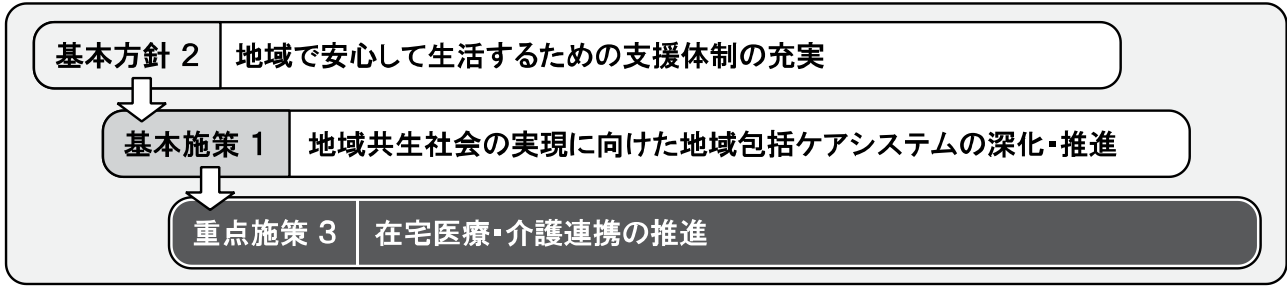 基本方針 2 地域で安心して生活するための支援体制の充実
基本施策 1 地域共生社会の実現に向けた地域包括ケアシステムの深化・推進
重点施策 3 在宅医療・介護連携の推進